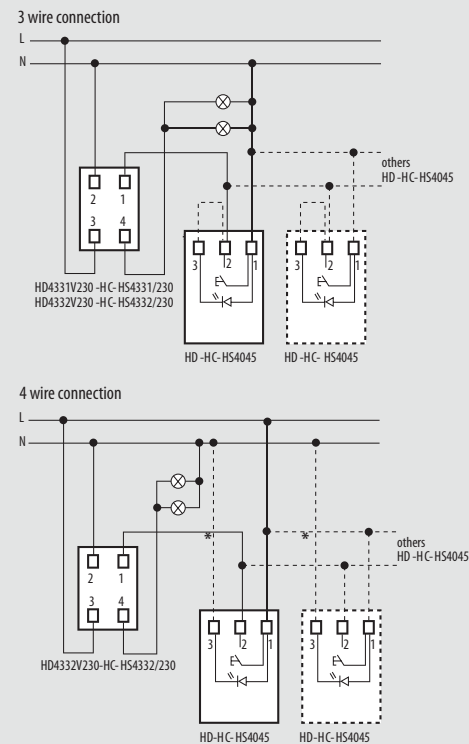 3 wire connection
L
N
others
HD -HC- HS4045
2 1
3 4
3 2 1
3 2 1
HD4331V230 -HC- HS4331/230
HD4332V230 -HC- HS4332/230
HD -HC- HS4045
HD -HC- HS4045
4 wire connection
L
N
*
*
others
HD -HC- HS4045
2 1
3 4
3 2 1
3 2 1
HD4332V230-HC- HS4332/230
HD-HC- HS4045
HD-HC- HS4045